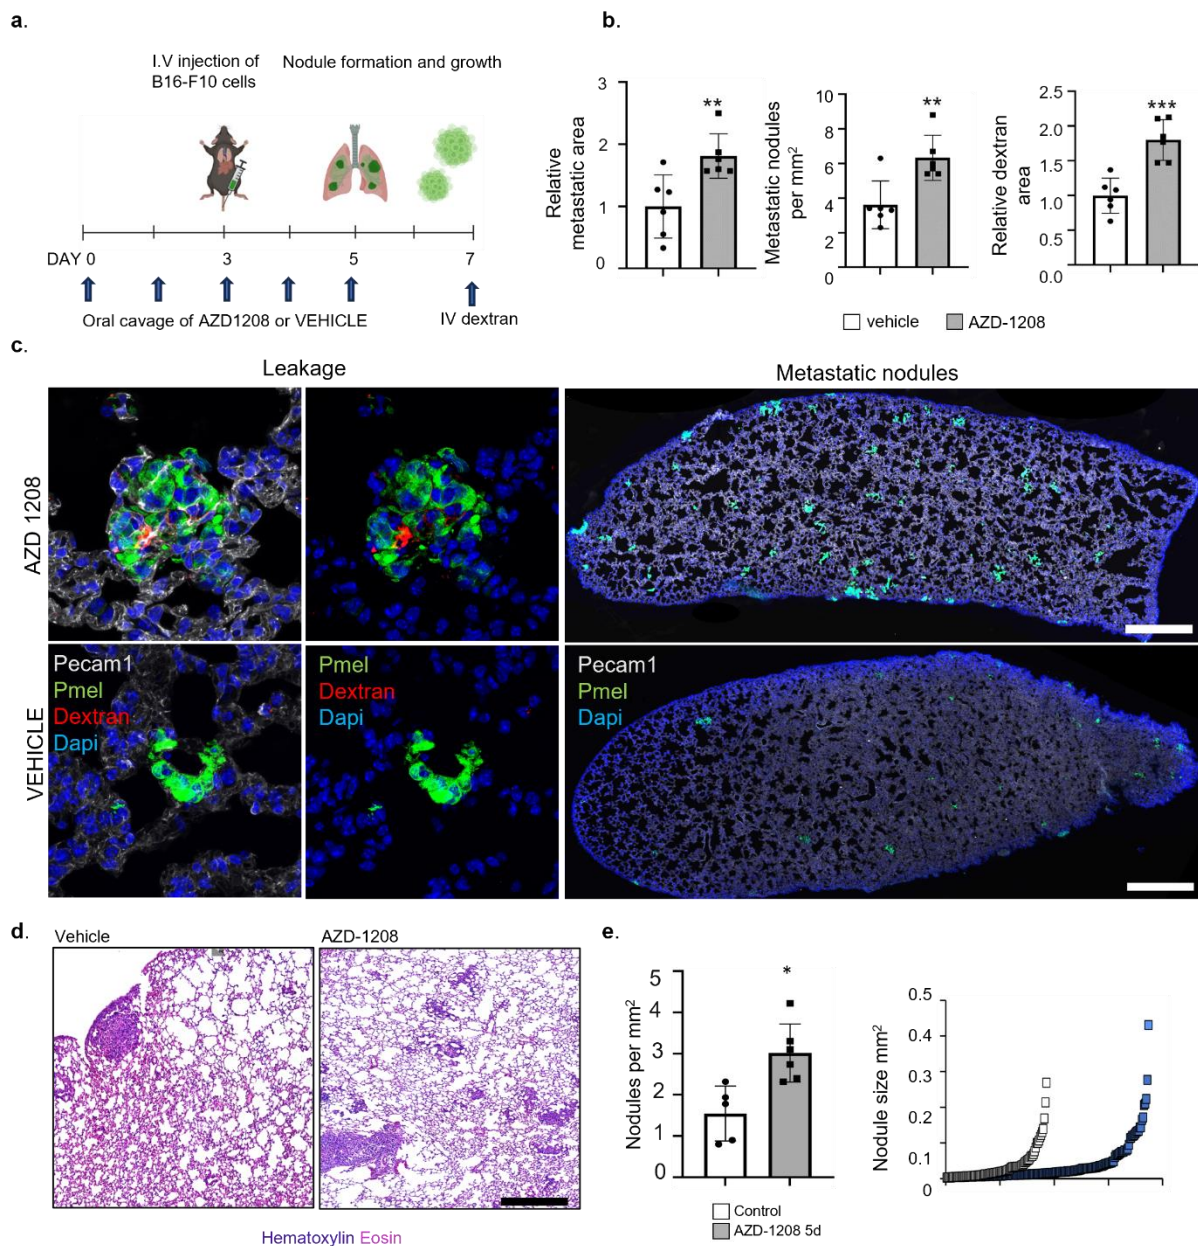 a.
I.V injection of
B16-F10 cells
Nodule formation and growth
DAY 0
3
5
7
Oral cavage of AZD1208 or VEHICLE
IV dextran
b.
Relative
metastatic area
3
2
1
0
**
Metastatic nodules
per mm²
10
8
6
4
2
0
**
Relative dextran
area
2.5
2.0
1.5
1.0
0.5
0.0
***
vehicle
AZD-1208
c.
Leakage
Metastatic nodules
AZD 1208
VEHICLE
Pecam1
Pmel
Dextran
Dapi
Pmel
Dextran
Dapi
Pecam1
Pmel
Dapi
d.
Vehicle
AZD-1208
Hematoxylin Eosin
e.
Nodules per mm²
5
4
3
2
1
0
*
Control
AZD-1208 5d
Nodule size mm²
0.5
0.4
0.3
0.2
0.1
0